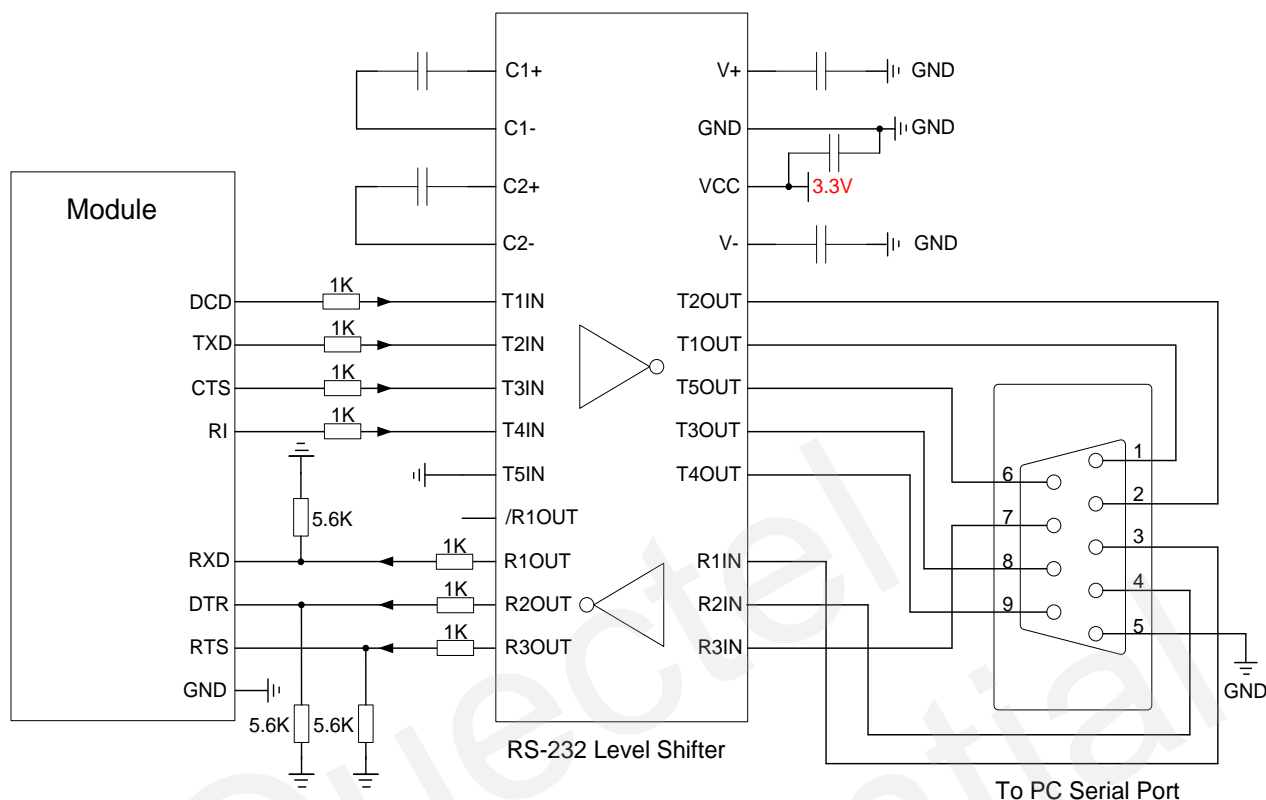 C1+
V+
GND
C1-
GND
GND
C2+
VCC
3.3V
Module
C2-
V-
GND
DCD
1K
T1IN
T2OUT
TXD
1K
T2IN
T1OUT
CTS
1K
T3IN
T5OUT
RI
1K
T4IN
T3OUT
T5IN
T4OUT
1
6
2
5.6K
/R1OUT
7
3
RXD
1K
R1OUT
R1IN
8
DTR
1K
R2OUT
R2IN
9
4
RTS
1K
R3OUT
R3IN
5
GND
GND
5.6K
5.6K
RS-232 Level Shifter
To PC Serial Port
Quectel